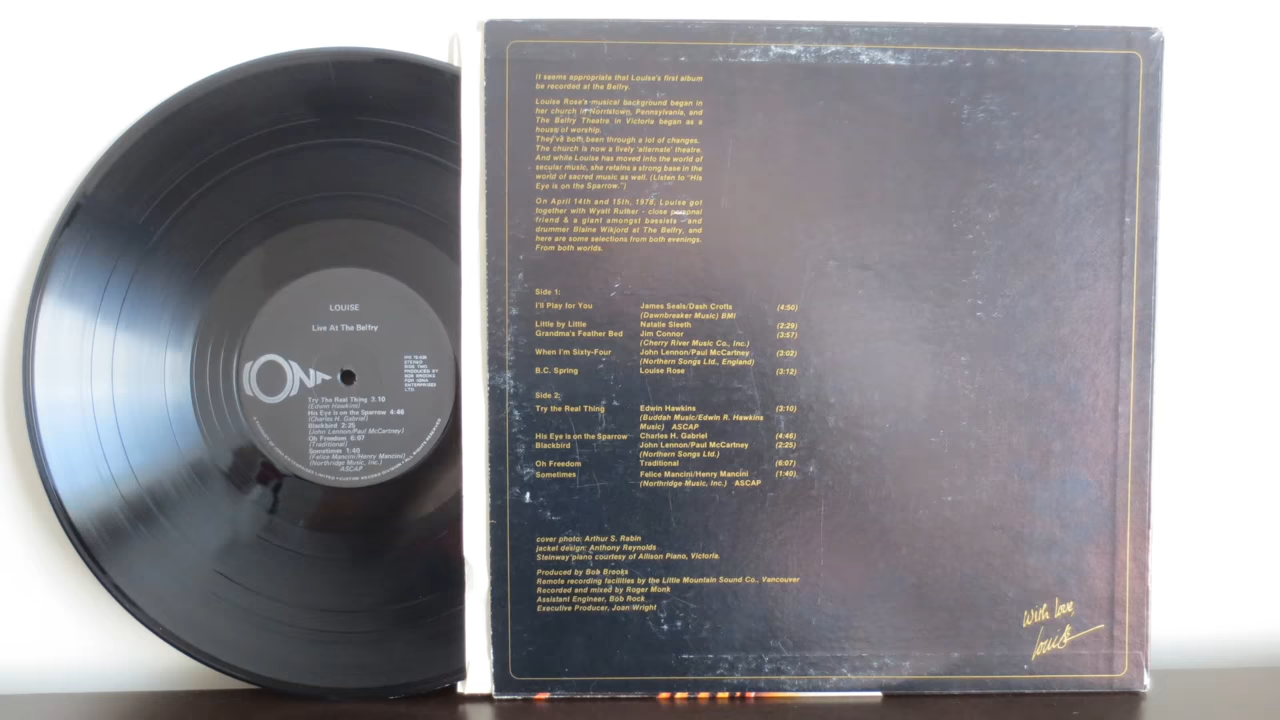 LOUISE
Live At The Belfry
ONA
STEREO
SIDE TWO
PRODUCED BY
BOB BROOKS
FOR IONA
ENTERPRISES
LTD.
Try The Real Thing 3.10
(Edwin Hawkins)
His Eye is on the Sparrow 4:46
(Charles H. Gabriel)
Blackbird 2:25
(John Lennon/Paul McCartney)
Oh Freedom 6:07
(Traditional)
Sometimes 1:40
(Felice Mancini/Henry Mancini)
(Northridge Music, Inc.)
ASCAP
It seems appropriate that Louise's first album
be recorded at the Belfry.
Louise Rose's musical background began in
her church in Norristown, Pennsylvania, and
The Belfry Theatre in Victoria began as a
house of worship.
They've both been through a lot of changes.
The church is now a lively 'alternate' theatre.
And while Louise has moved into the world of
secular music, she retains a strong base in the
world of sacred music as well. (Listen to "His
Eye is on the Sparrow.")
On April 14th and 15th, 1978, Louise got
together with Wyatt Ruther - close personal
friend & a giant amongst bassists - and
drummer Blaine Wikjord at The Belfry, and
here are some selections from both evenings.
From both worlds.
Side 1:
I'll Play for You James Seals/Dash Crofts (4:50)
(Dawnbreaker Music) BMI
Little by Little Natalie Sleeth (2:29)
Grandma's Feather Bed Jim Connor (3:57)
(Cherry River Music Co., Inc.)
When I'm Sixty-Four John Lennon/Paul McCartney (3:02)
(Northern Songs Ltd., England)
B.C. Spring Louise Rose (3:12)
Side 2:
Try the Real Thing Edwin Hawkins (3:10)
(Buddah Music/Edwin R. Hawkins
Music) ASCAP
His Eye is on the Sparrow Charles H. Gabriel (4:46)
Blackbird John Lennon/Paul McCartney (2:25)
(Northern Songs Ltd.)
Oh Freedom Traditional (6:07)
Sometimes Felice Mancini/Henry Mancini (1:40)
(Northridge Music, Inc.) ASCAP
cover photo: Arthur S. Rabin
jacket design: Anthony Reynolds
Steinway piano courtesy of Allison Piano, Victoria.
Produced by Bob Brooks
Remote recording facilities by the Little Mountain Sound Co., Vancouver
Recorded and mixed by Roger Monk
Assistant Engineer, Bob Rock
Executive Producer, Joan Wright
With Love,
Louise